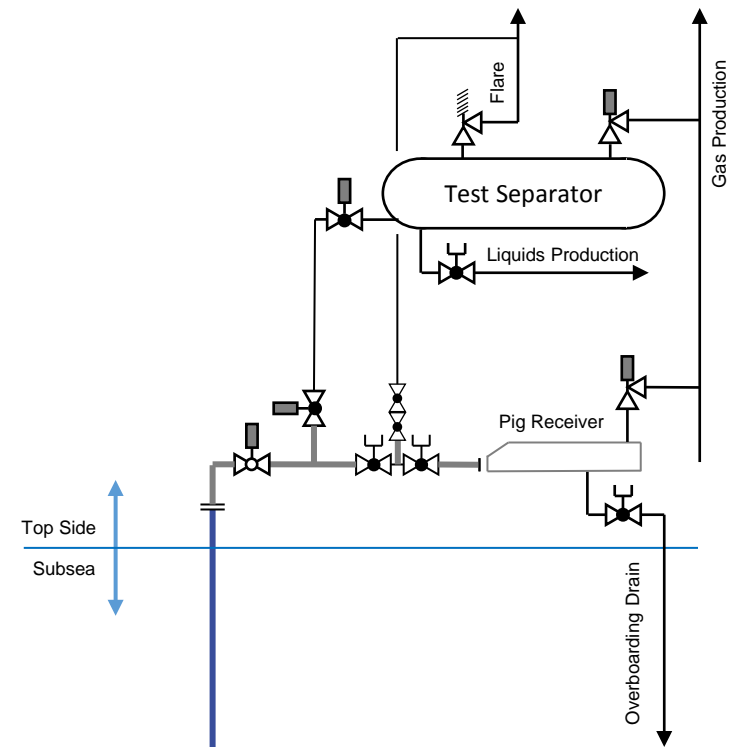 Flare
Gas Production
Test Separator
Liquids Production
Pig Receiver
Top Side
Subsea
Overboarding Drain